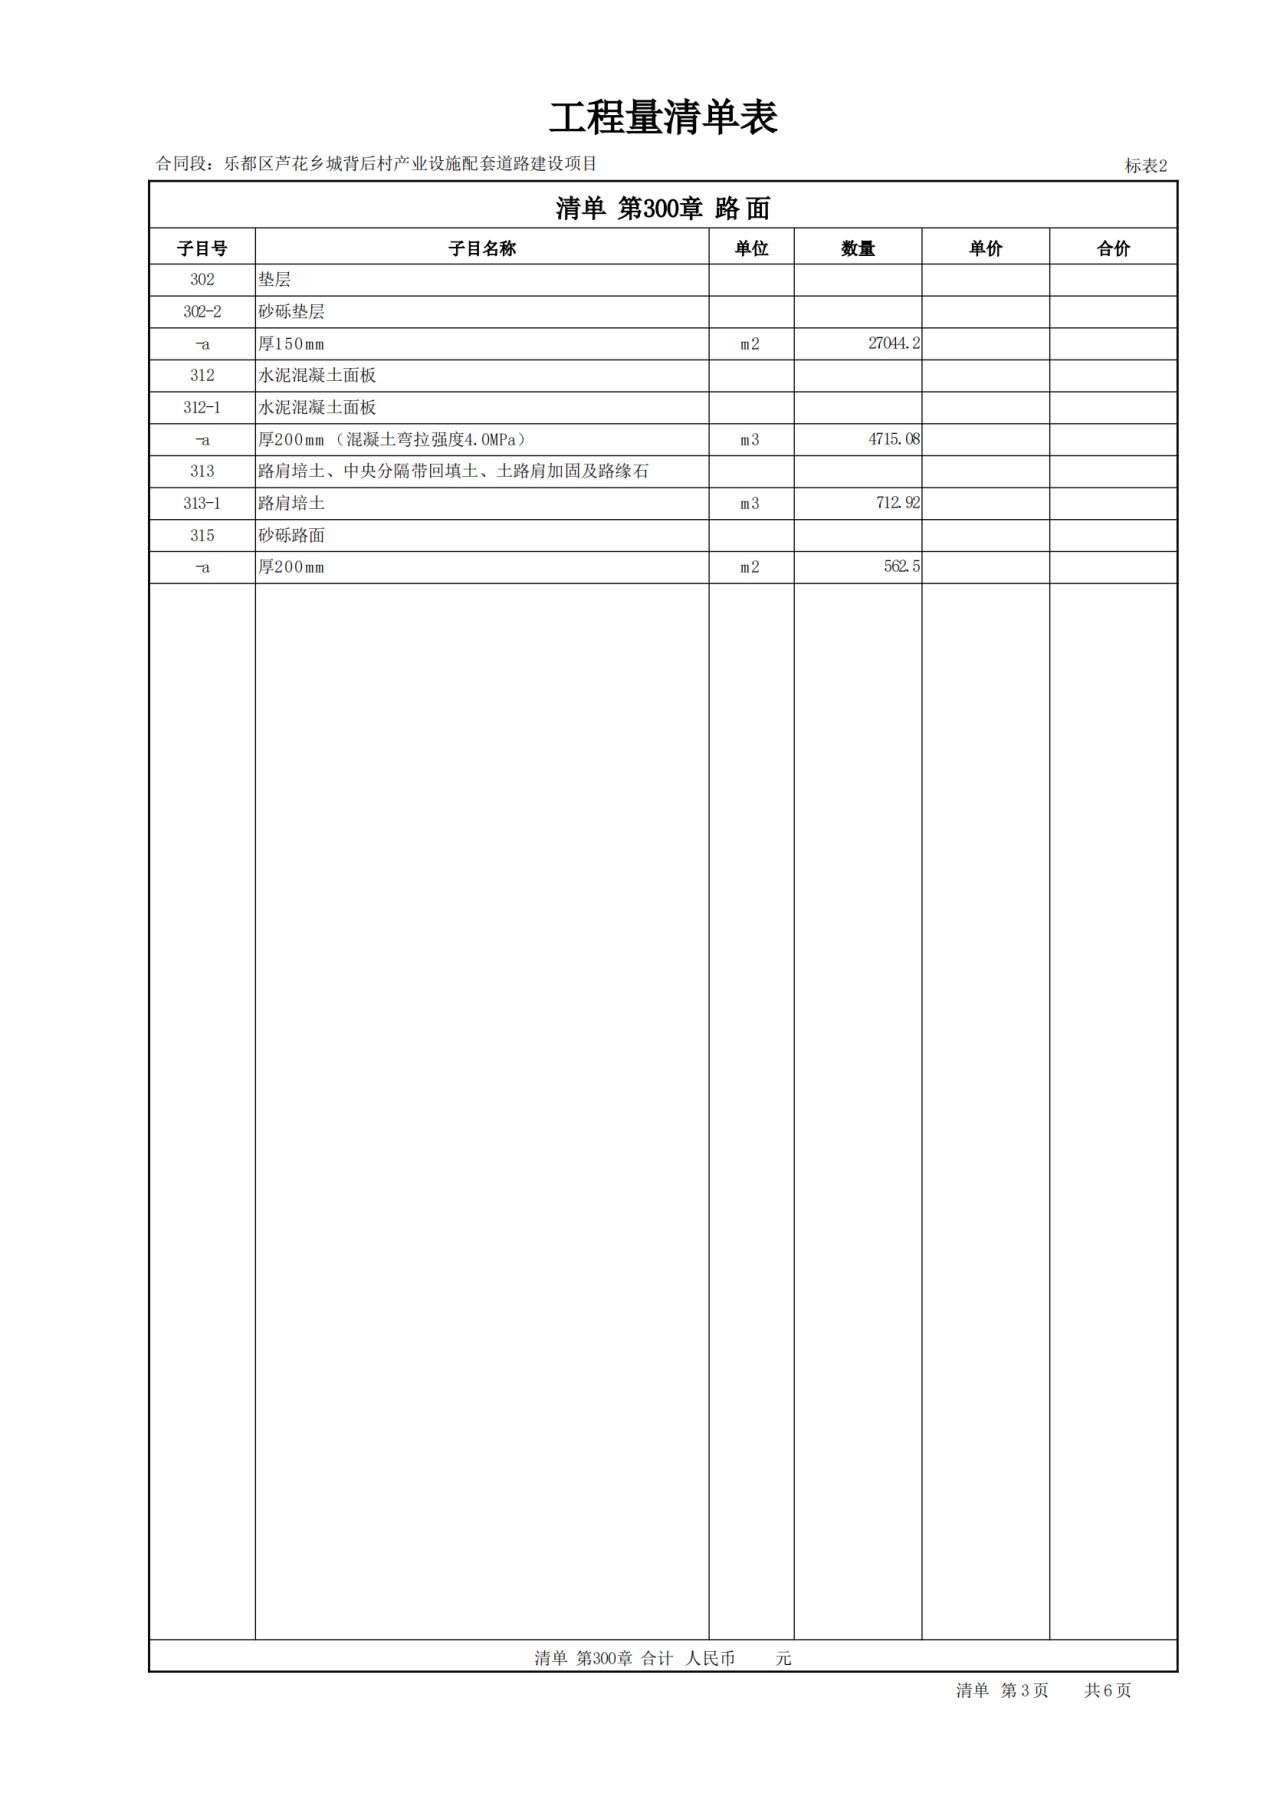 工程量清单表
合同段：乐都区芦花乡城背后村产业设施配套道路建设项目 标表2
清单 第300章 路面
子目号 子目名称 单位 数量 单价 合价
302 垫层
302-2 砂砾垫层
-a 厚150mm m2 27044.2
312 水泥混凝土面板
312-1 水泥混凝土面板
-a 厚200mm（混凝土弯拉强度4.0MPa） m3 4715.08
313 路肩培土、中央分隔带回填土、土路肩加固及路缘石
313-1 路肩培土 m3 712.92
315 砂砾路面
-a 厚200mm m2 562.5
清单 第300章 合计 人民币 元
清单 第3页 共6页